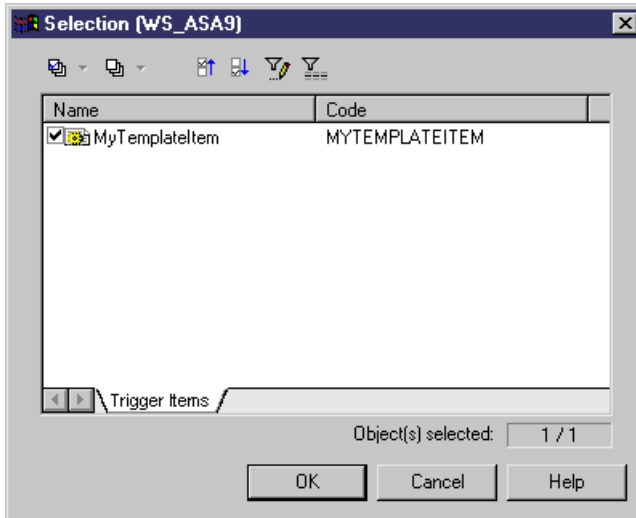 Selection (WS_ASA9)
Name Code
MyTemplateItem MYTEMPLATEITEM
Trigger Items
Object(s) selected: 1 / 1
OK Cancel Help